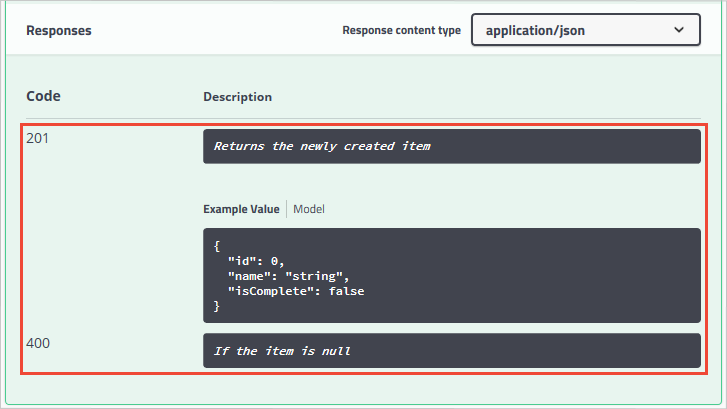 Responses
Response content type
application/json
Code
Description
201
Returns the newly created item
Example Value
Model
{
  "id": 0,
  "name": "string",
  "isComplete": false
}
400
If the item is null